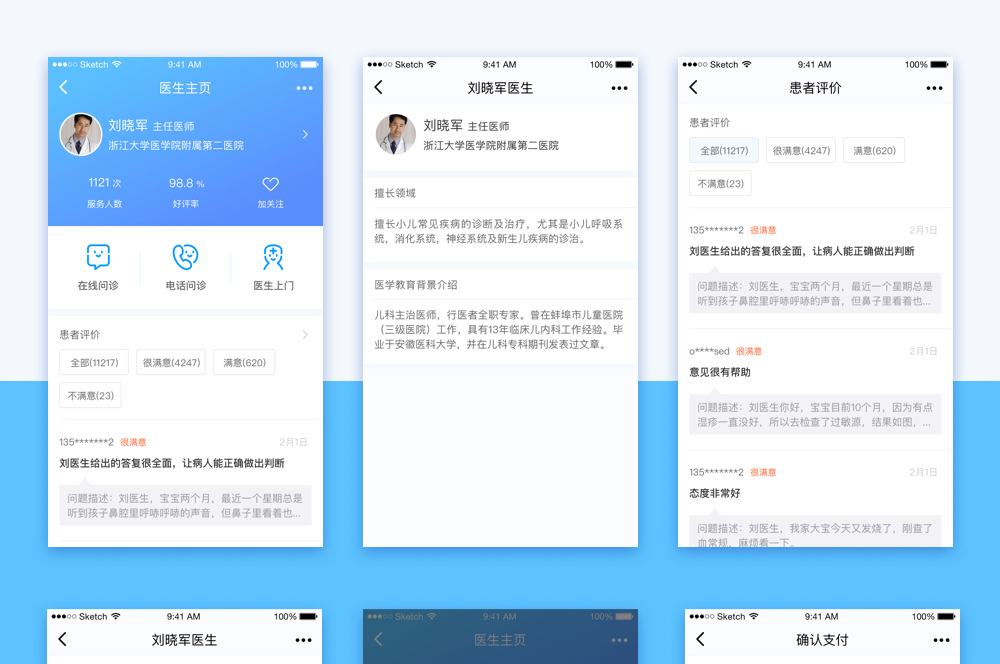 Sketch 9:41 AM 100%
医生主页
刘晓军 主任医师
浙江大学医学院附属第二医院
1121 次 98.8 %
服务人数 好评率 加关注
在线问诊 电话问诊 医生上门
患者评价
全部(11217) 很满意(4247) 满意(620)
不满意(23)
135*******2 很满意 2月1日
刘医生给出的答复很全面，让病人能正确做出判断
问题描述：刘医生，宝宝两个月，最近一个星期总是
听到孩子鼻腔里呼哧呼哧的声音，但鼻子里看着也...
Sketch 9:41 AM 100%
刘晓军医生
刘晓军 主任医师
浙江大学医学院附属第二医院
擅长领域
擅长小儿常见疾病的诊断及治疗，尤其是小儿呼吸系
统，消化系统，神经系统及新生儿疾病的诊治。
医学教育背景介绍
儿科主治医师，行医者全职专家。曾在蚌埠市儿童医院
（三级医院）工作，具有13年临床儿内科工作经验。毕
业于安徽医科大学，并在儿科专科期刊发表过文章。
Sketch 9:41 AM 100%
患者评价
患者评价
全部(11217) 很满意(4247) 满意(620)
不满意(23)
135*******2 很满意 2月1日
刘医生给出的答复很全面，让病人能正确做出判断
问题描述：刘医生，宝宝两个月，最近一个星期总是
听到孩子鼻腔里呼哧呼哧的声音，但鼻子里看着也...
o****sed 很满意 2月1日
意见很有帮助
问题描述：刘医生你好，宝宝目前10个月，因为有点
湿疹一直没好，所以去检查了过敏源，结果如图，...
135*******2 很满意 2月1日
态度非常好
问题描述：刘医生，我家大宝今天又发烧了，刚查了
血常规，麻烦看一下。
Sketch 9:41 AM 100%
刘晓军医生
Sketch 9:41 AM 100%
医生主页
Sketch 9:41 AM 100%
确认支付